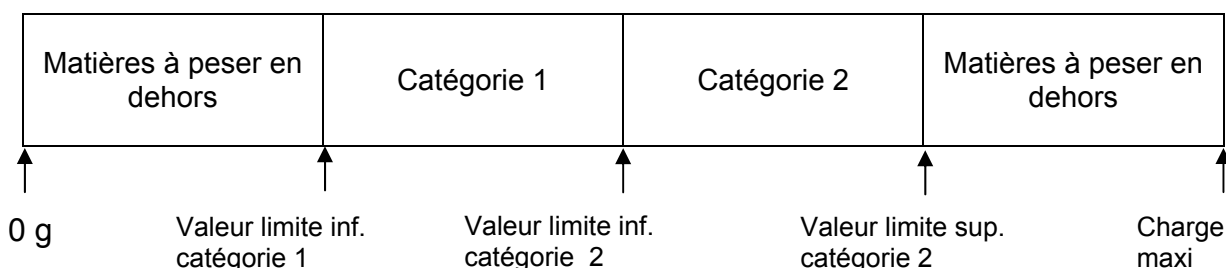 Matières à peser en
dehors
Catégorie 1
Catégorie 2
Matières à peser en
dehors
0 g
Valeur limite inf.
catégorie 1
Valeur limite inf.
catégorie 2
Valeur limite sup.
catégorie 2
Charge
maxi